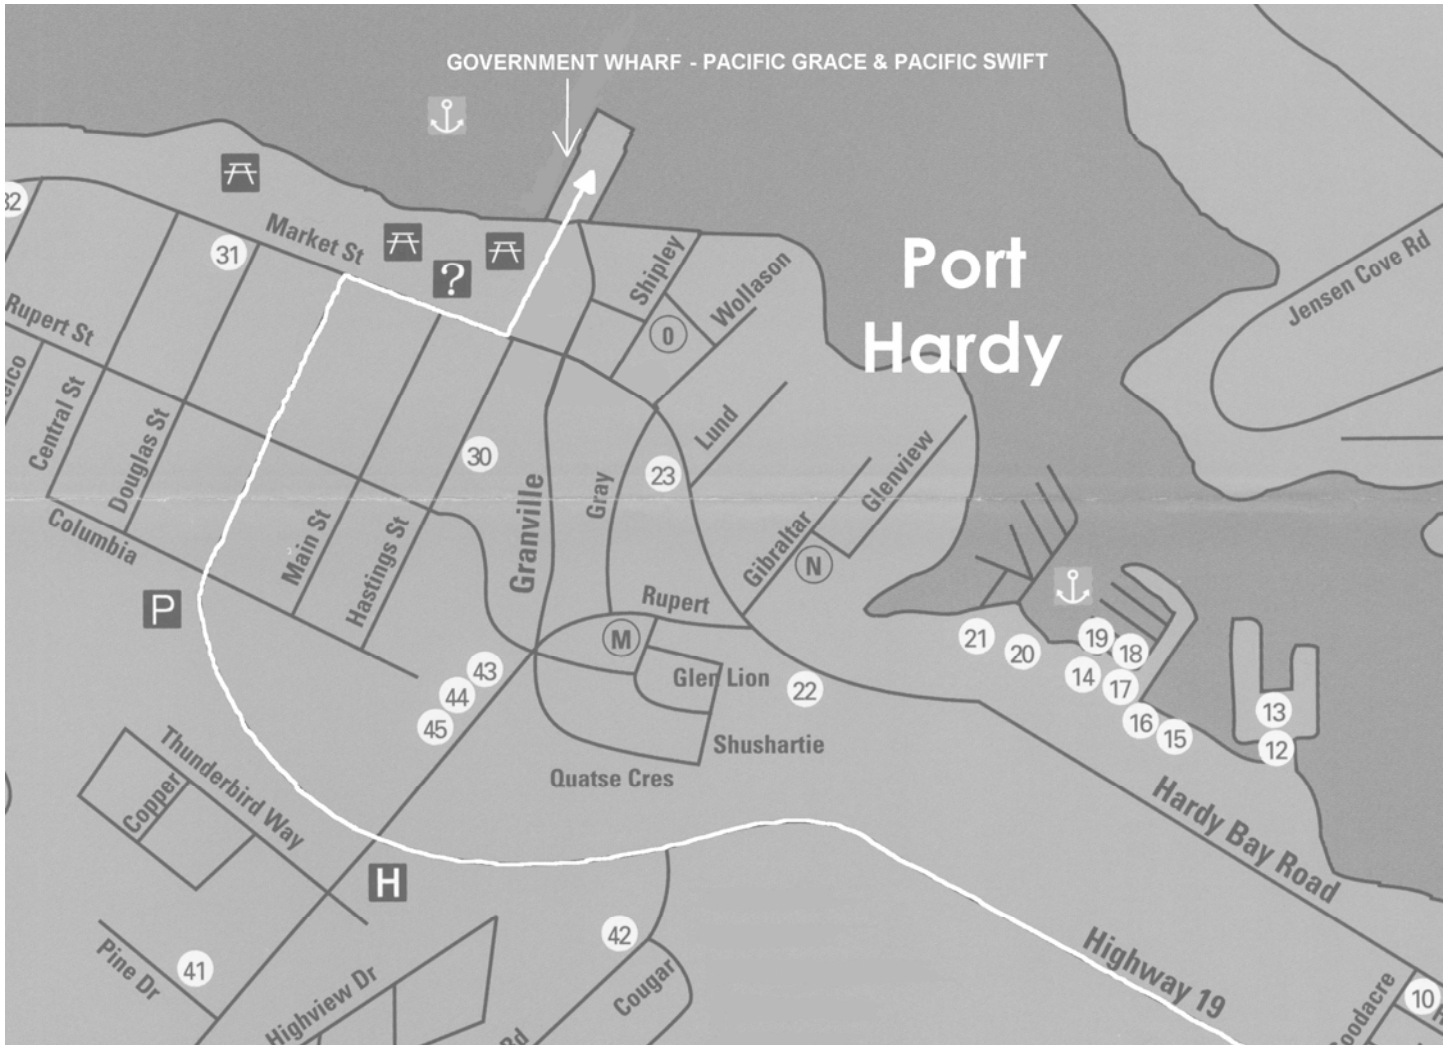 GOVERNMENT WHARF - PACIFIC GRACE & PACIFIC SWIFT
Port
Hardy
Jensen Cove Rd
32
31
Market St
?
Shipley
Wollason
O
Rupert St
Central St
Douglas St
Columbia
30
Main St
Hastings St
Granville
Gray
23
Lund
Glenview
Gibraltar
N
P
Rupert
M
Glen Lion
22
Shushartie
Quatse Cres
43
44
45
21
20
19
18
14
17
16
15
13
12
Thunderbird Way
Copper
H
Hardy Bay Road
Highway 19
42
41
Pine Dr
Highview Dr
Cougar
Rd
10